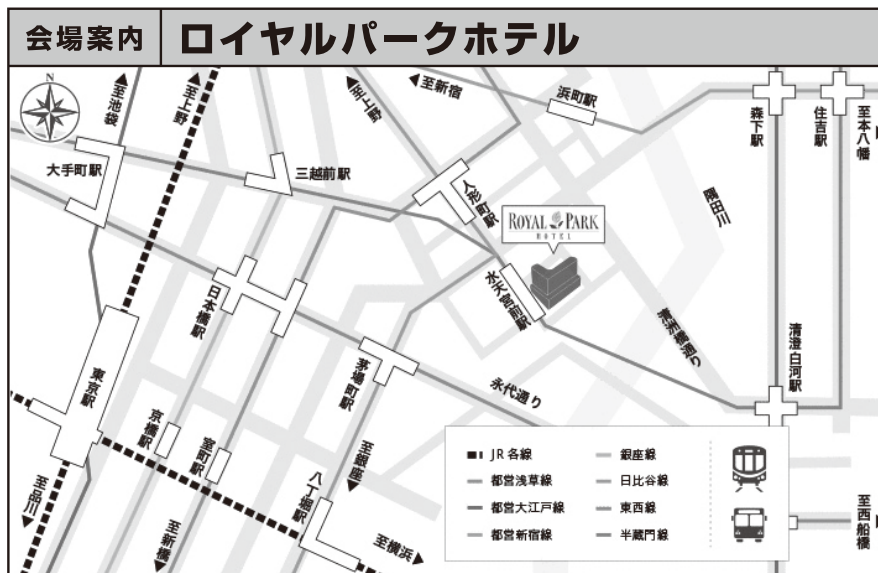 会場案内 ロイヤルパークホテル
N
至池袋
至上野
至上野
至新宿
浜町駅
森下駅
住吉駅
至本八幡
大手町駅
三越前駅
人形町駅
隅田川
ROYAL PARK
HOTEL
水天宮前駅
日本橋駅
清洲橋通り
清澄白河駅
東京駅
茅場町駅
永代通り
京橋駅
室町駅
至銀座
八丁堀駅
至品川
至新橋
至横浜
至西船橋
JR各線
都営浅草線
都営大江戸線
都営新宿線
銀座線
日比谷線
東西線
半蔵門線